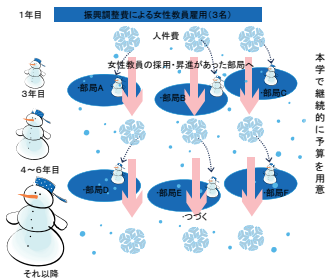 1年目
振興調整費による女性教員雇用(3名)
人件費
女性教員の採用・昇進があった部局へ
・部局A
・部局B
・部局C
3年目
4〜6年目
・部局D
・部局E
・部局F
・つづく
それ以降
本学で継続的に予算を用意